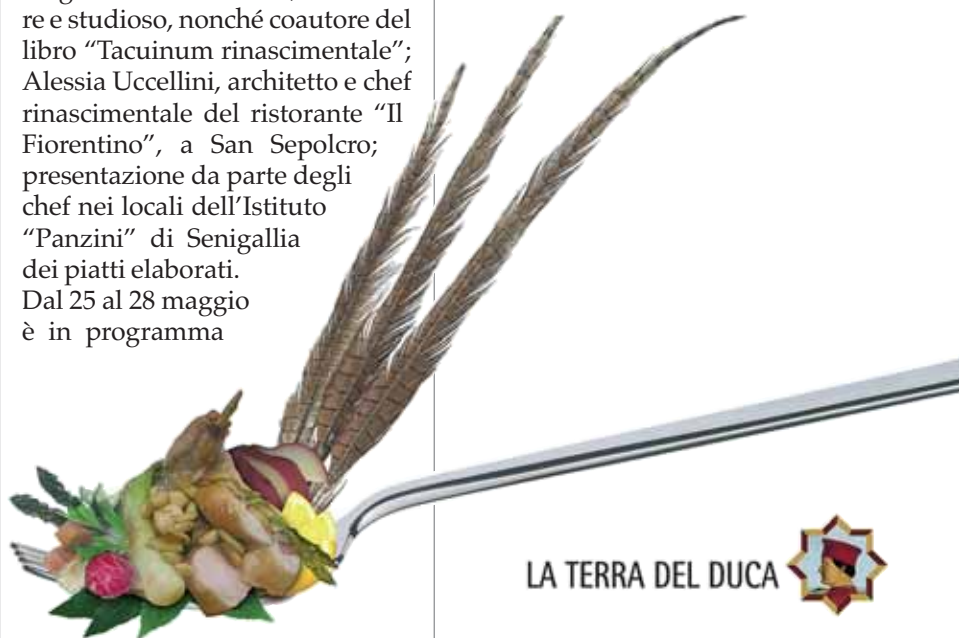 re e studioso, nonché coautore del
libro “Tacuinum rinascimentale”;
Alessia Uccellini, architetto e chef
rinascimentale del ristorante “Il
Fiorentino”, a San Sepolcro;
presentazione da parte degli
chef nei locali dell’Istituto
“Panzini” di Senigallia
dei piatti elaborati.
Dal 25 al 28 maggio
è in programma
LA TERRA DEL DUCA